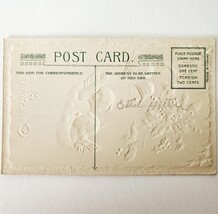 POST CARD.
THIS SIDE FOR CORRESPONDENCE.
THE ADDRESS TO BE WRITTEN
ON THIS SIDE
PLACE POSTAGE
STAMP HERE
DOMESTIC
ONE CENT
FOREIGN
TWO CENTS
Ethel